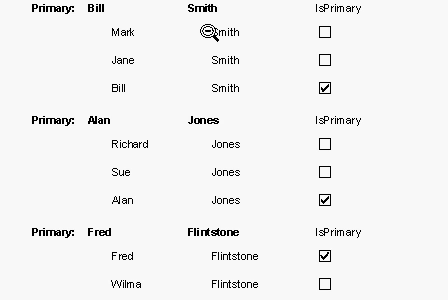 Primary: Bill Smith IsPrimary
Mark Smith
Jane Smith
Bill Smith
Primary: Alan Jones IsPrimary
Richard Jones
Sue Jones
Alan Jones
Primary: Fred Flintstone IsPrimary
Fred Flintstone
Wilma Flintstone